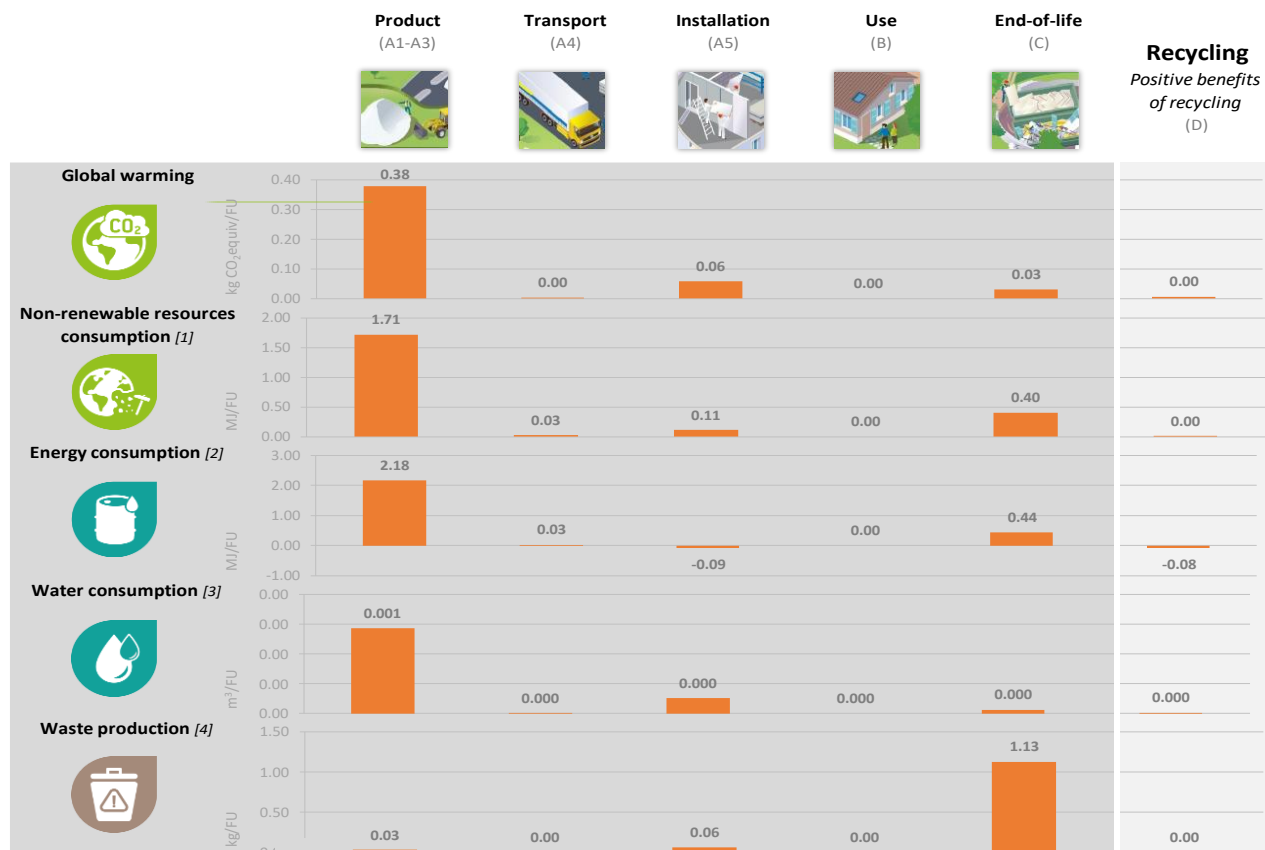 Product
(A1-A3)
Transport
(A4)
Installation
(A5)
Use
(B)
End-of-life
(C)
Recycling
Positive benefits
of recycling
(D)
Global warming
CO₂
kg CO₂equiv/FU
0.40
0.30
0.20
0.10
0.00
0.38
0.00
0.06
0.00
0.03
0.00
Non-renewable resources
consumption [1]
MJ/FU
2.00
1.50
1.00
0.50
0.00
1.71
0.03
0.11
0.00
0.40
0.00
Energy consumption [2]
MJ/FU
3.00
2.00
1.00
0.00
-1.00
2.18
0.03
-0.09
0.00
0.44
-0.08
Water consumption [3]
m³/FU
0.00
0.00
0.00
0.00
0.00
0.001
0.000
0.000
0.000
0.000
0.000
Waste production [4]
kg/FU
1.50
1.00
0.50
0.03
0.00
0.06
0.00
1.13
0.00